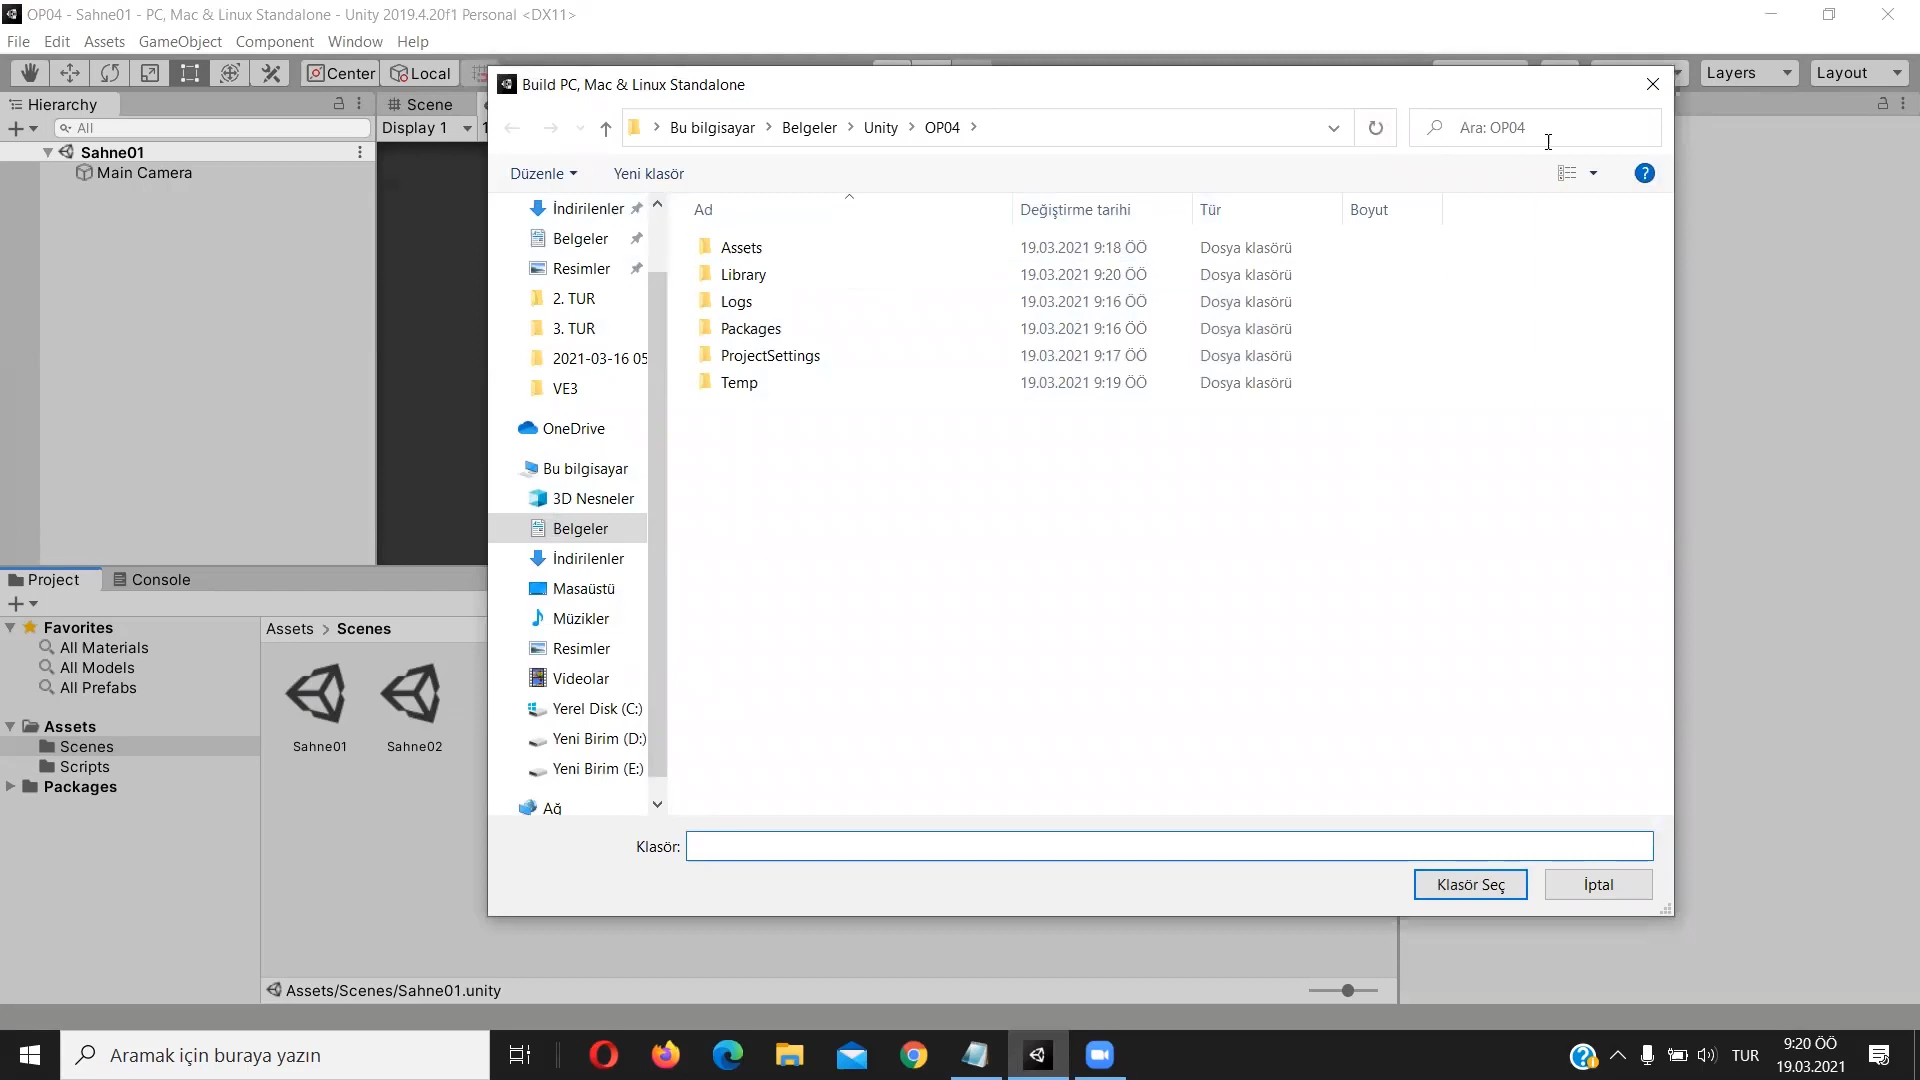 OP04 - Sahne01 - PC, Mac & Linux Standalone - Unity 2019.4.20f1 Personal <DX11>
File Edit Assets GameObject Component Window Help
Center Local Layers Layout
Build PC, Mac & Linux Standalone
Hierarchy
Scene
All
Display 1
Sahne01
Main Camera
Bu bilgisayar Belgeler Unity OP04
Ara: OP04
Düzenle Yeni klasör
İndirilenler
Belgeler
Resimler
2. TUR
3. TUR
2021-03-16 05
VE3
OneDrive
Bu bilgisayar
3D Nesneler
Belgeler
İndirilenler
Masaüstü
Müzikler
Resimler
Videolar
Yerel Disk (C:)
Yeni Birim (D:)
Yeni Birim (E:)
Ağ
Ad Değiştirme tarihi Tür Boyut
Assets 19.03.2021 9:18 ÖÖ Dosya klasörü
Library 19.03.2021 9:20 ÖÖ Dosya klasörü
Logs 19.03.2021 9:16 ÖÖ Dosya klasörü
Packages 19.03.2021 9:16 ÖÖ Dosya klasörü
ProjectSettings 19.03.2021 9:17 ÖÖ Dosya klasörü
Temp 19.03.2021 9:19 ÖÖ Dosya klasörü
Klasör:
Klasör Seç İptal
Project Console
Favorites
All Materials
All Models
All Prefabs
Assets
Scenes
Scripts
Packages
Assets > Scenes
Sahne01 Sahne02
Assets/Scenes/Sahne01.unity
Aramak için buraya yazın
TUR
9:20 ÖÖ
19.03.2021